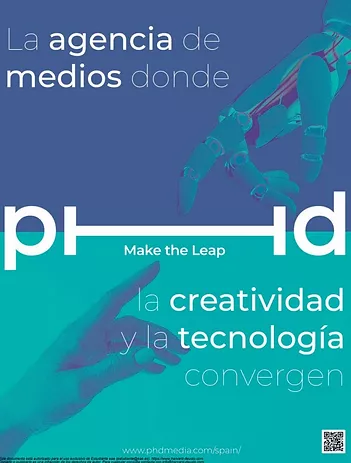 La agencia de
medios donde
phd
Make the Leap
la creatividad
y la tecnología
convergen
www.phdmedia.com/spain/